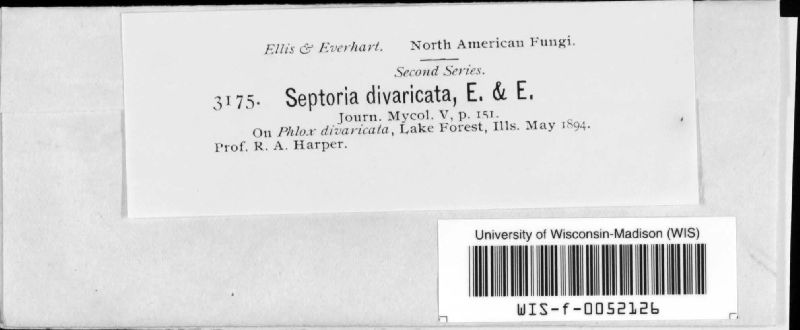 Ellis & Everhart. North American Fungi.
Second Series.
3175. Septoria divaricata, E. & E.
Journ. Mycol. V, p. 151.
On Phlox divaricata, Lake Forest, Ills. May 1894.
Prof. R. A. Harper.
University of Wisconsin-Madison (WIS)
WIS-f-0052126